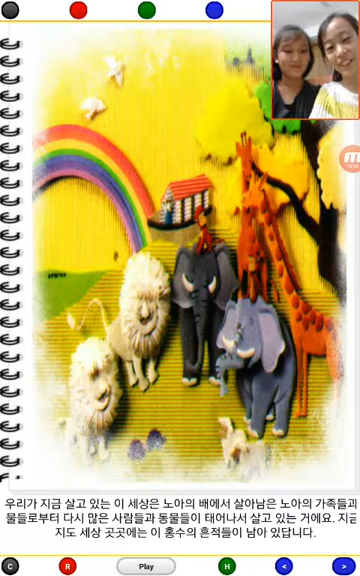 우리가 지금 살고 있는 이 세상은 노아의 배에서 살아남은 노아의 가족들과
물들로부터 다시 많은 사람들과 동물들이 태어나서 살고 있는 거에요. 지금
지도 세상 곳곳에는 이 홍수의 흔적들이 남아 있답니다.
C R Play H < >